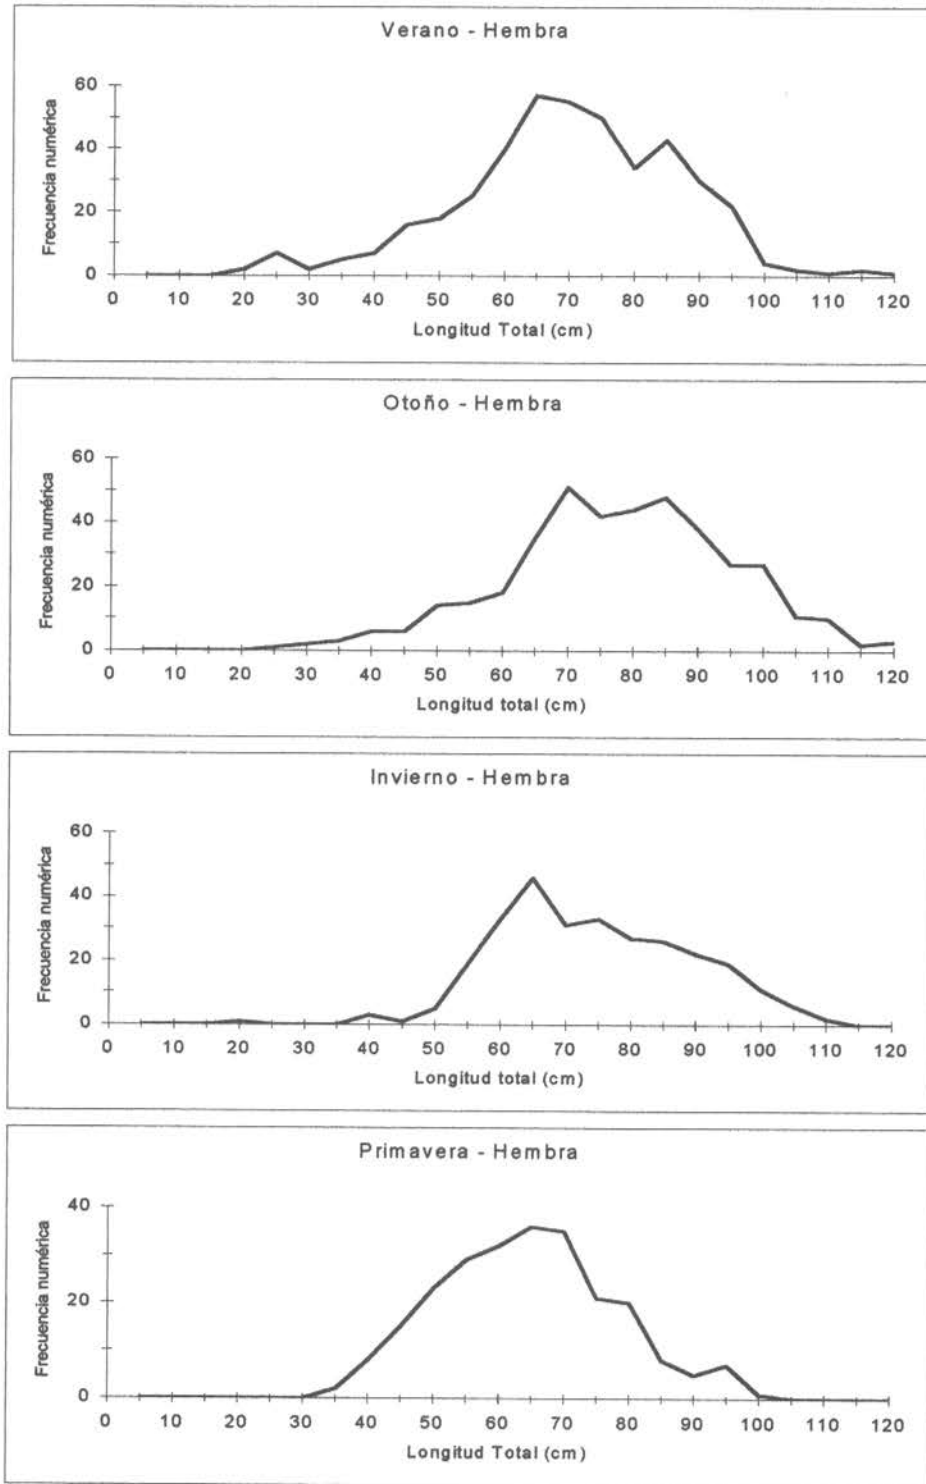 Verano - Hembra
Frecuencia numérica
60
40
20
0
0 10 20 30 40 50 60 70 80 90 100 110 120
Longitud Total (cm)
Otoño - Hembra
Frecuencia numérica
60
40
20
0
0 10 20 30 40 50 60 70 80 90 100 110 120
Longitud total (cm)
Invierno - Hembra
Frecuencia numérica
60
40
20
0
0 10 20 30 40 50 60 70 80 90 100 110 120
Longitud total (cm)
Primavera - Hembra
Frecuencia numérica
40
20
0
0 10 20 30 40 50 60 70 80 90 100 110 120
Longitud Total (cm)